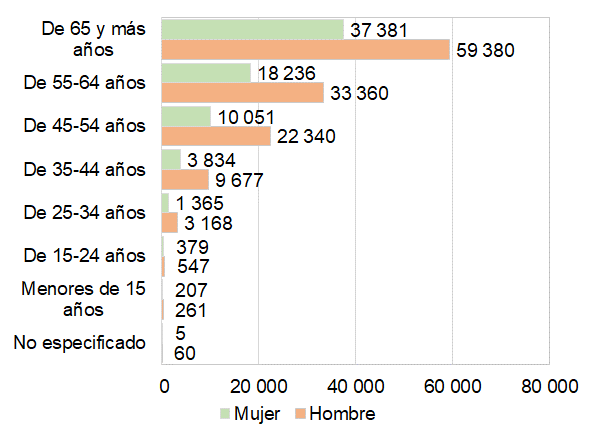 De 65 y más
años
37 381
59 380
De 55-64 años
18 236
33 360
De 45-54 años
10 051
22 340
De 35-44 años
3 834
9 677
De 25-34 años
1 365
3 168
De 15-24 años
379
547
Menores de 15
años
207
261
No especificado
5
60
0 20 000 40 000 60 000 80 000
Mujer Hombre